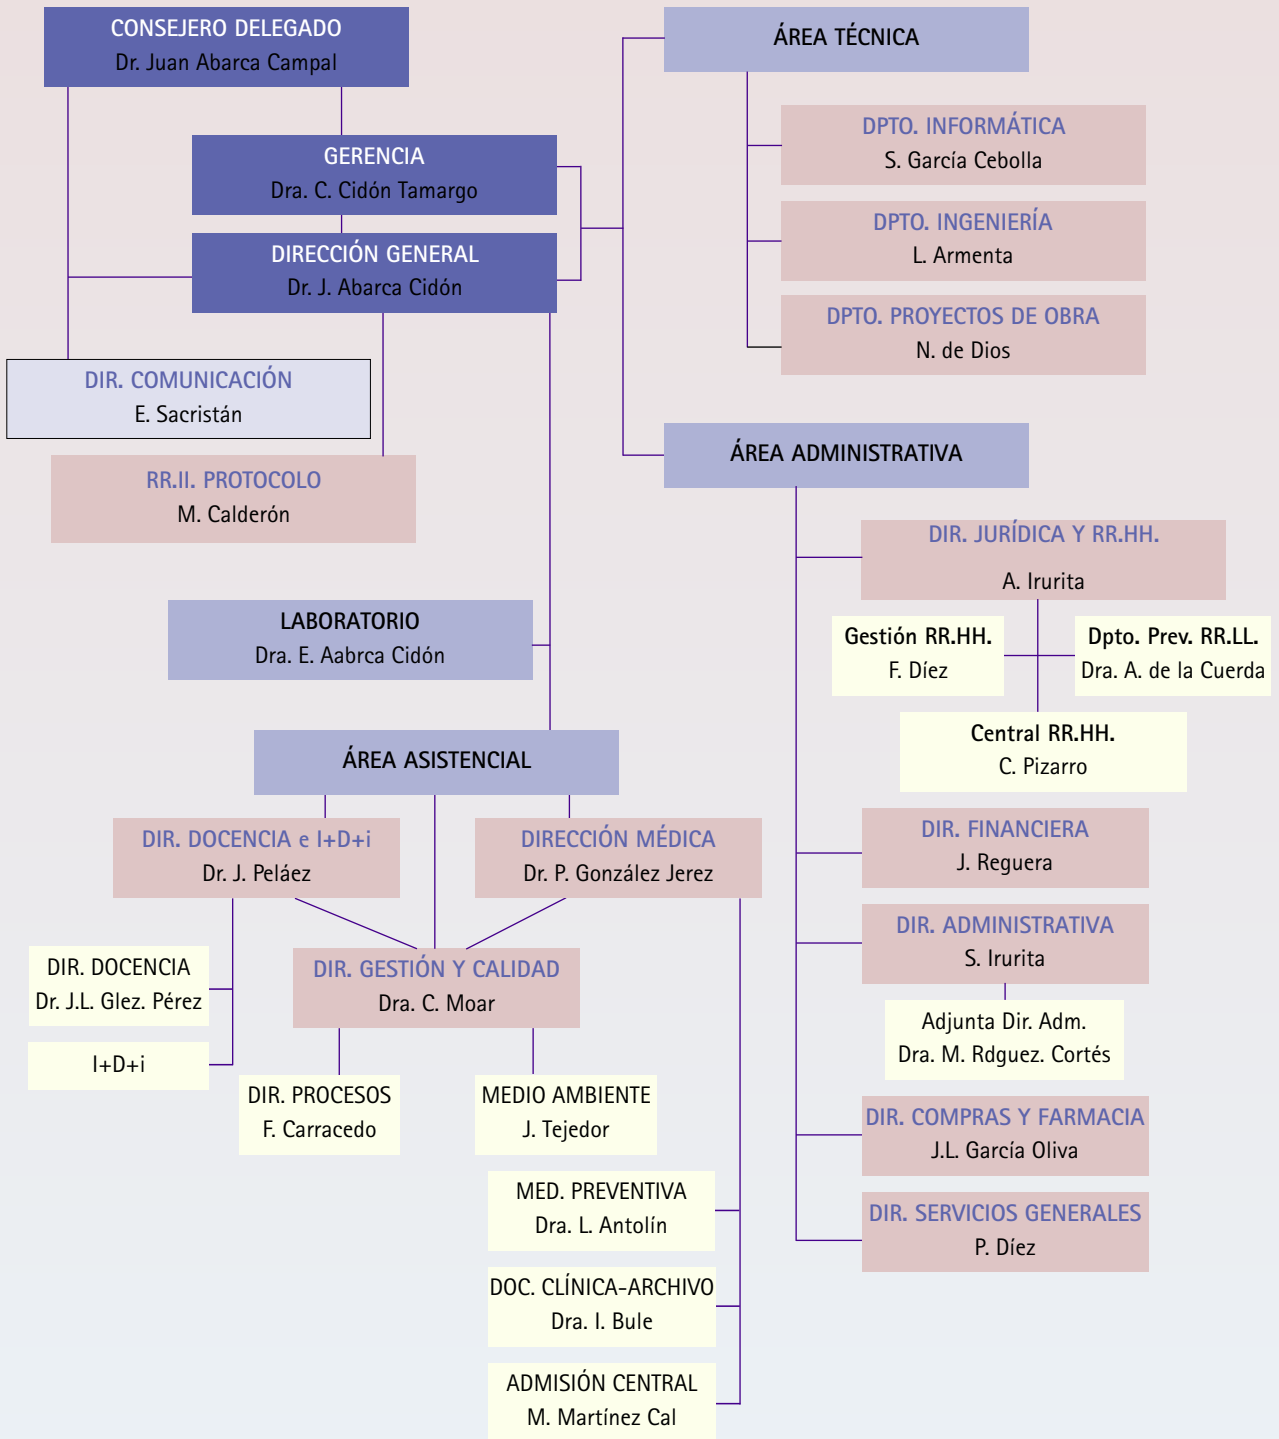 CONSEJERO DELEGADO
Dr. Juan Abarca Campal
GERENCIA
Dra. C. Cidón Tamargo
DIRECCIÓN GENERAL
Dr. J. Abarca Cidón
DIR. COMUNICACIÓN
E. Sacristán
RR.II. PROTOCOLO
M. Calderón
LABORATORIO
Dra. E. Aabrca Cidón
ÁREA ASISTENCIAL
DIR. DOCENCIA e I+D+i
Dr. J. Peláez
DIRECCIÓN MÉDICA
Dr. P. González Jerez
DIR. DOCENCIA
Dr. J.L. Glez. Pérez
I+D+i
DIR. GESTIÓN Y CALIDAD
Dra. C. Moar
DIR. PROCESOS
F. Carracedo
MEDIO AMBIENTE
J. Tejedor
MED. PREVENTIVA
Dra. L. Antolín
DOC. CLÍNICA-ARCHIVO
Dra. I. Bule
ADMISIÓN CENTRAL
M. Martínez Cal
ÁREA TÉCNICA
DPTO. INFORMÁTICA
S. García Cebolla
DPTO. INGENIERÍA
L. Armenta
DPTO. PROYECTOS DE OBRA
N. de Dios
ÁREA ADMINISTRATIVA
DIR. JURÍDICA Y RR.HH.
A. Irurita
Gestión RR.HH.
F. Díez
Dpto. Prev. RR.LL.
Dra. A. de la Cuerda
Central RR.HH.
C. Pizarro
DIR. FINANCIERA
J. Reguera
DIR. ADMINISTRATIVA
S. Irurita
Adjunta Dir. Adm.
Dra. M. Rdguez. Cortés
DIR. COMPRAS Y FARMACIA
J.L. García Oliva
DIR. SERVICIOS GENERALES
P. Díez